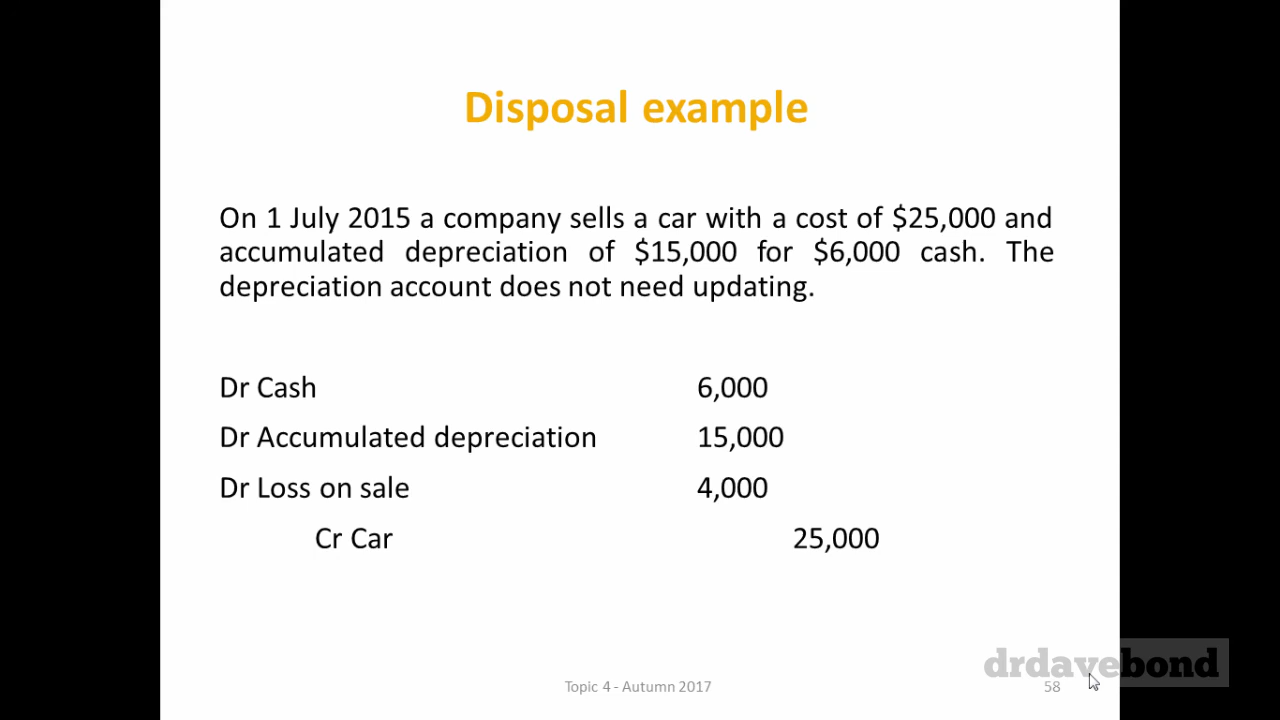 Disposal example
On 1 July 2015 a company sells a car with a cost of $25,000 and
accumulated depreciation of $15,000 for $6,000 cash. The
depreciation account does not need updating.
Dr Cash 6,000
Dr Accumulated depreciation 15,000
Dr Loss on sale 4,000
Cr Car 25,000
drdavebond
Topic 4 - Autumn 2017 58